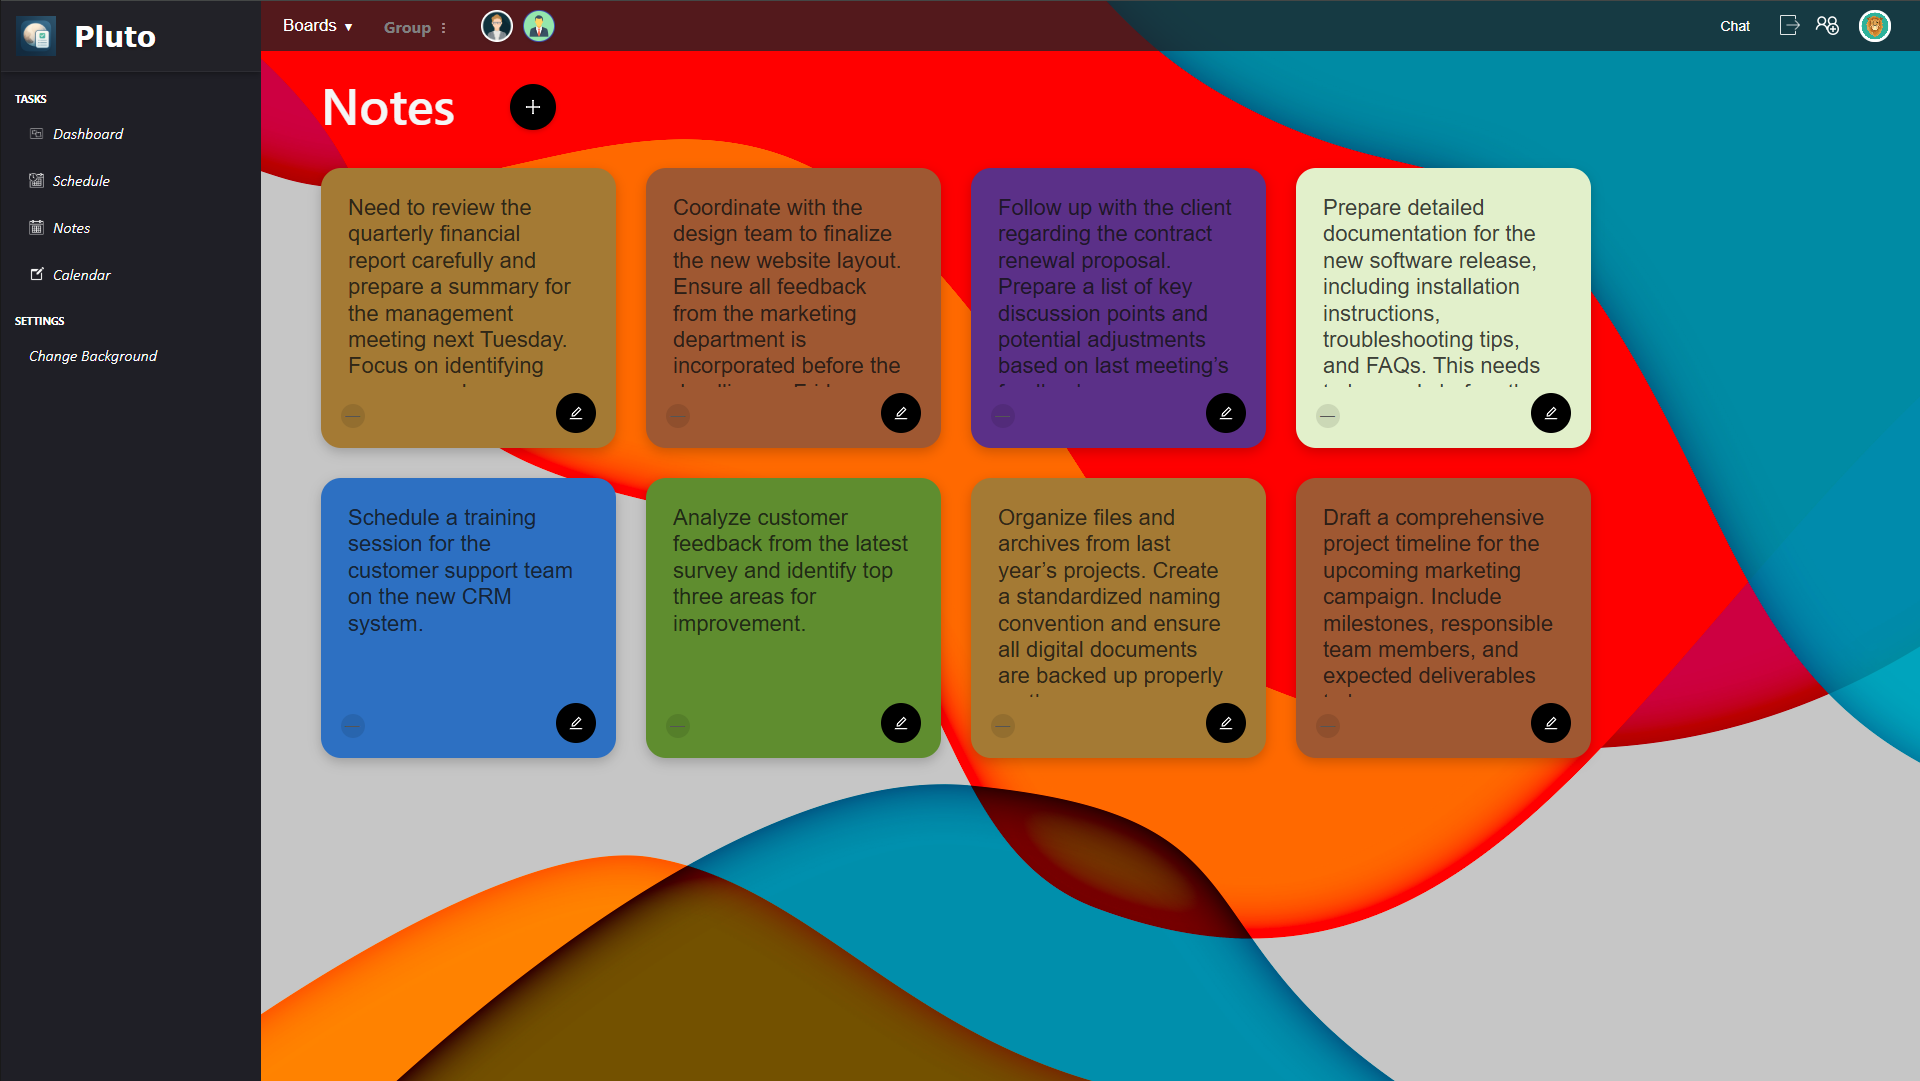 Pluto
Boards ▾
Group
Chat
TASKS
Dashboard
Schedule
Notes
Calendar
SETTINGS
Change Background
Notes
Need to review the
quarterly financial
report carefully and
prepare a summary for
the management
meeting next Tuesday.
Focus on identifying
Coordinate with the
design team to finalize
the new website layout.
Ensure all feedback
from the marketing
department is
incorporated before the
Follow up with the client
regarding the contract
renewal proposal.
Prepare a list of key
discussion points and
potential adjustments
based on last meeting’s
Prepare detailed
documentation for the
new software release,
including installation
instructions,
troubleshooting tips,
and FAQs. This needs
Schedule a training
session for the
customer support team
on the new CRM
system.
Analyze customer
feedback from the latest
survey and identify top
three areas for
improvement.
Organize files and
archives from last
year’s projects. Create
a standardized naming
convention and ensure
all digital documents
are backed up properly
Draft a comprehensive
project timeline for the
upcoming marketing
campaign. Include
milestones, responsible
team members, and
expected deliverables